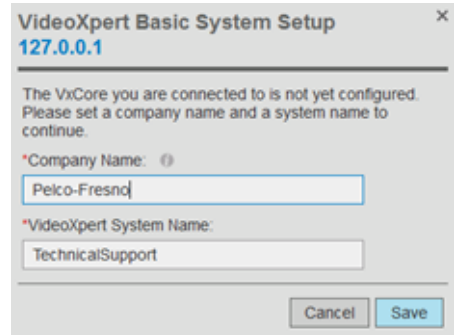 VideoXpert Basic System Setup
127.0.0.1
The VxCore you are connected to is not yet configured.
Please set a company name and a system name to
continue.
*Company Name:
Pelco-Fresno
*VideoXpert System Name:
TechnicalSupport
Cancel Save